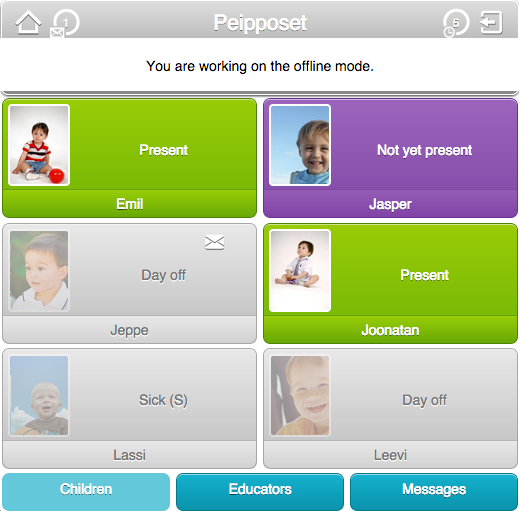 1
Peipposet
5
You are working on the offline mode.
Present
Not yet present
Emil
Jasper
Day off
Present
Jeppe
Joonatan
Sick (S)
Day off
Lassi
Leevi
Children
Educators
Messages